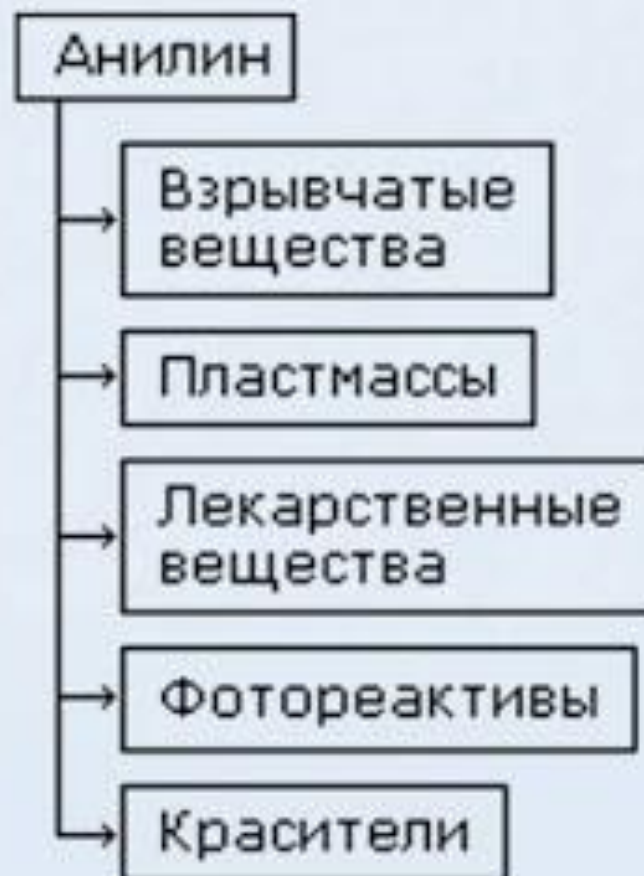 Анилин
Взрывчатые
вещества
Пластмассы
Лекарственные
вещества
Фотореактивы
Красители